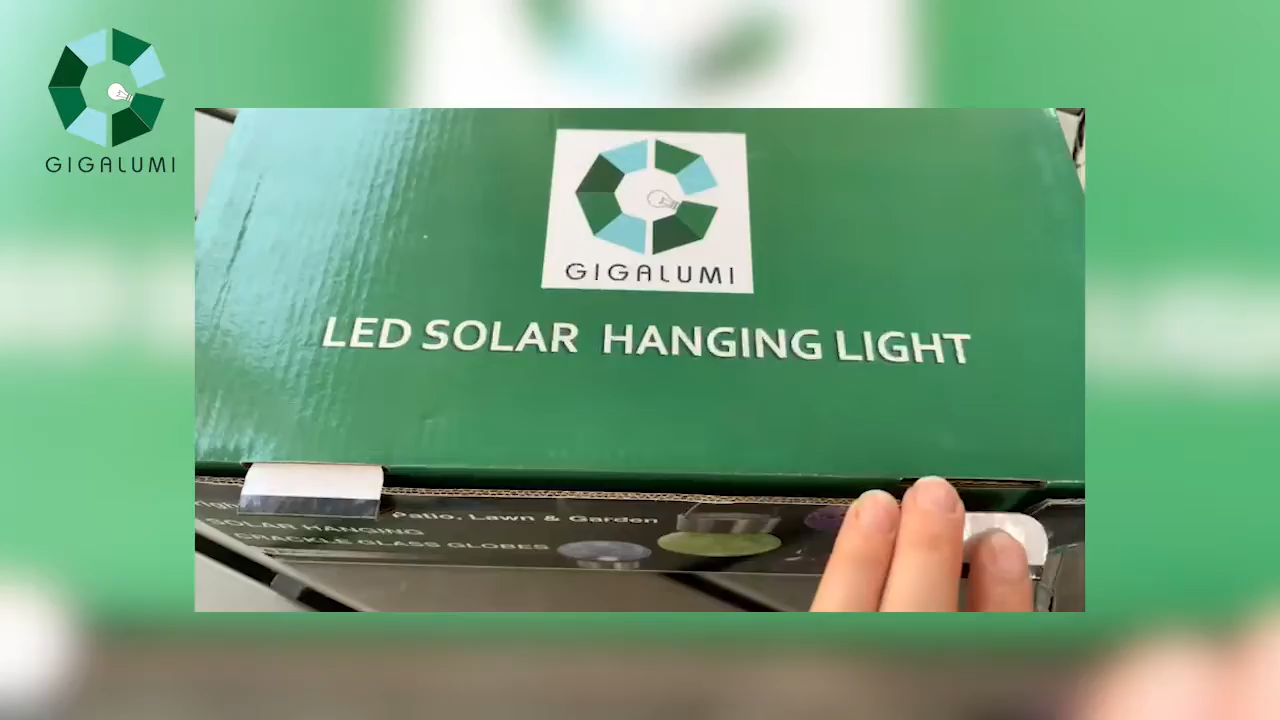 GIGALUMI
GIGALUMI
LED SOLAR HANGING LIGHT
Patio, Lawn & Garden
SOLAR HANGING
CRACKLE GLASS GLOBES